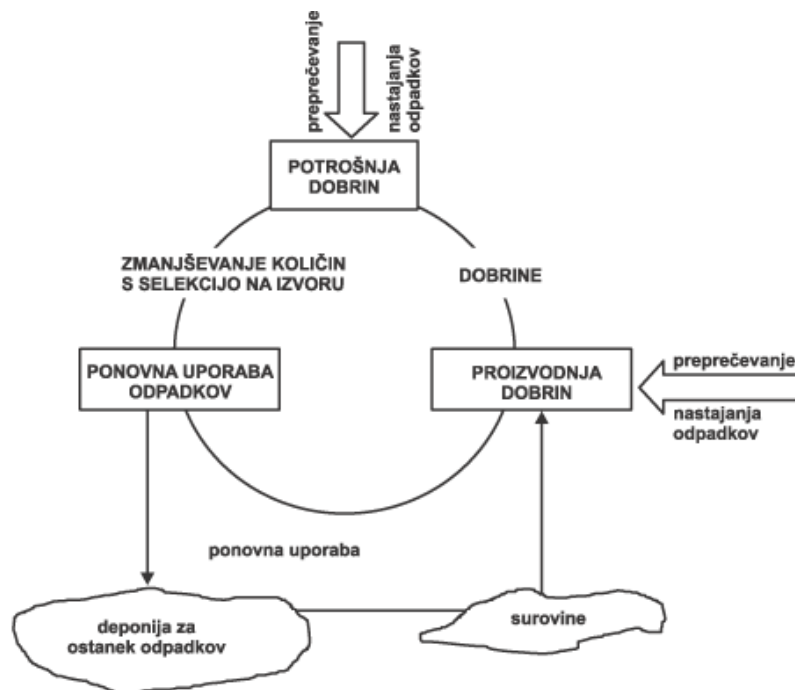 preprečevanje
nastajanja
odpadkov
POTROŠNJA
DOBRIN
ZMANJŠEVANJE KOLIČIN
S SELEKCIJO NA IZVORU
DOBRINE
PONOVNA UPORABA
ODPADKOV
PROIZVODNJA
DOBRIN
preprečevanje
nastajanja
odpadkov
ponovna uporaba
deponija za
ostanek odpadkov
surovine